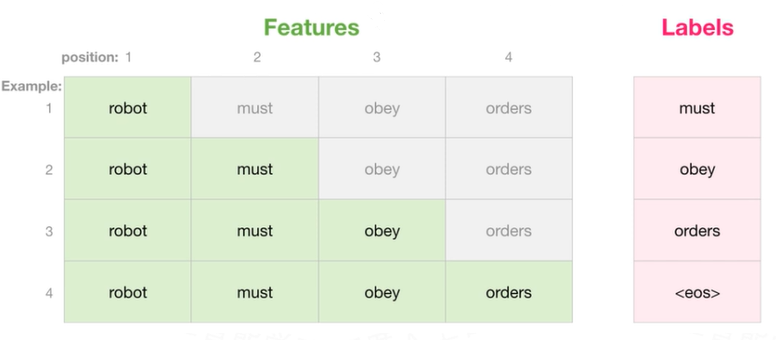 Features
Labels
position: 1 2 3 4
Example:
1 robot must obey orders must
2 robot must obey orders obey
3 robot must obey orders orders
4 robot must obey orders <eos>